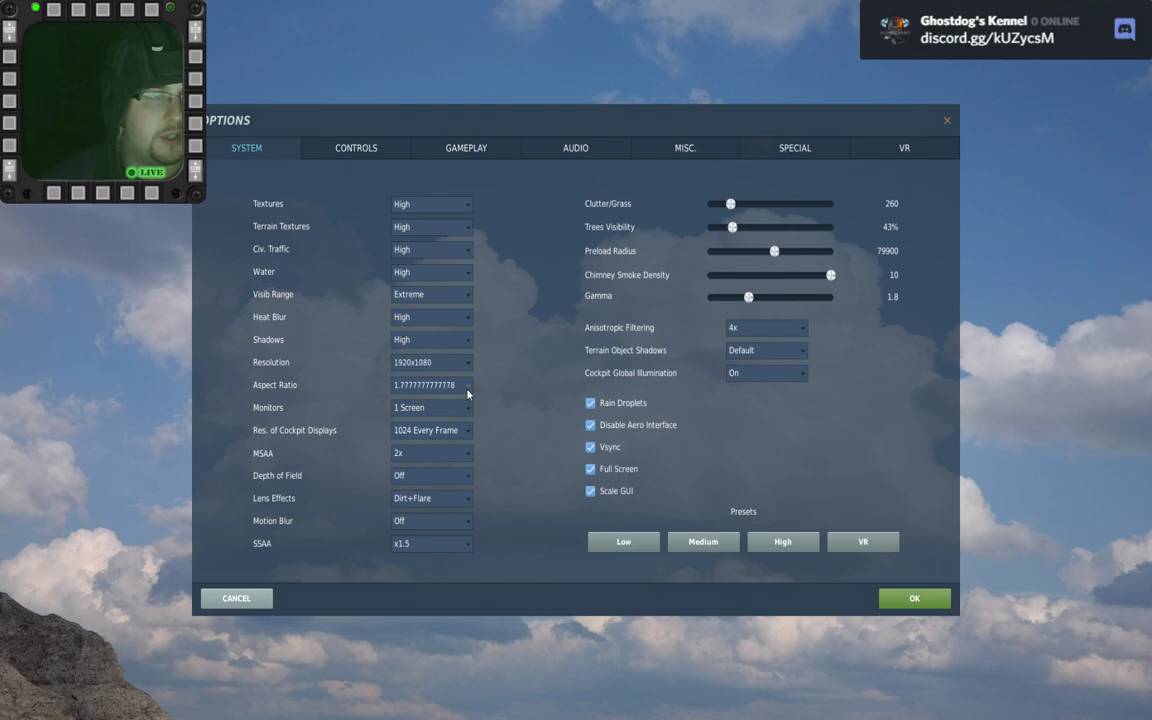 Ghostdog's Kennel 0 ONLINE
discord.gg/kUZycsM
LIVE
OPTIONS
SYSTEM CONTROLS GAMEPLAY AUDIO MISC. SPECIAL VR
Textures High
Terrain Textures High
Civ. Traffic High
Water High
Visib Range Extreme
Heat Blur High
Shadows High
Resolution 1920x1080
Aspect Ratio 1.7777777777778
Monitors 1 Screen
Res. of Cockpit Displays 1024 Every Frame
MSAA 2x
Depth of Field Off
Lens Effects Dirt+Flare
Motion Blur Off
SSAA x1.5
Clutter/Grass 260
Trees Visibility 43%
Preload Radius 79900
Chimney Smoke Density 10
Gamma 1.8
Anisotropic Filtering 4x
Terrain Object Shadows Default
Cockpit Global Illumination On
Rain Droplets
Disable Aero Interface
Vsync
Full Screen
Scale GUI
Presets
Low Medium High VR
CANCEL OK